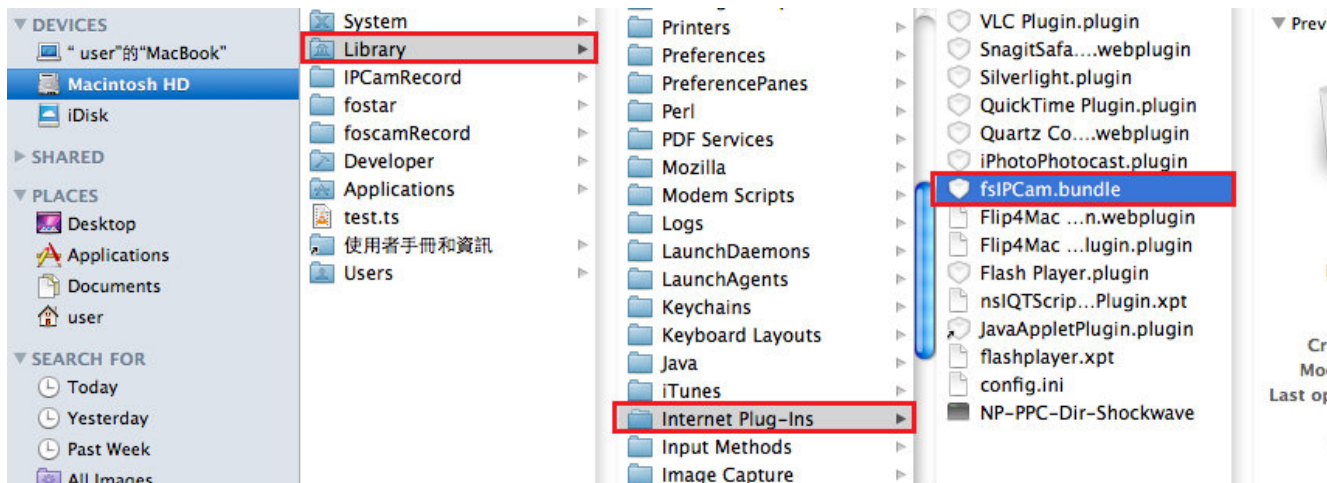 DEVICES
“ user”的“MacBook”
Macintosh HD
iDisk
SHARED
PLACES
Desktop
Applications
Documents
user
SEARCH FOR
Today
Yesterday
Past Week
All Images
System
Library
IPCamRecord
fostar
foscamRecord
Developer
Applications
test.ts
使用者手冊和資訊
Users
Printers
Preferences
PreferencePanes
Perl
PDF Services
Mozilla
Modem Scripts
Logs
LaunchDaemons
LaunchAgents
Keychains
Keyboard Layouts
Java
iTunes
Internet Plug-Ins
Input Methods
Image Capture
VLC Plugin.plugin
SnagitSafa....webplugin
Silverlight.plugin
QuickTime Plugin.plugin
Quartz Co....webplugin
iPhotoPhotocast.plugin
fsIPCam.bundle
Flip4Mac ...n.webplugin
Flip4Mac ...lugin.plugin
Flash Player.plugin
nsIQTScrip...Plugin.xpt
JavaAppletPlugin.plugin
flashplayer.xpt
config.ini
NP-PPC-Dir-Shockwave
Prev
Cr
Mo
Last op